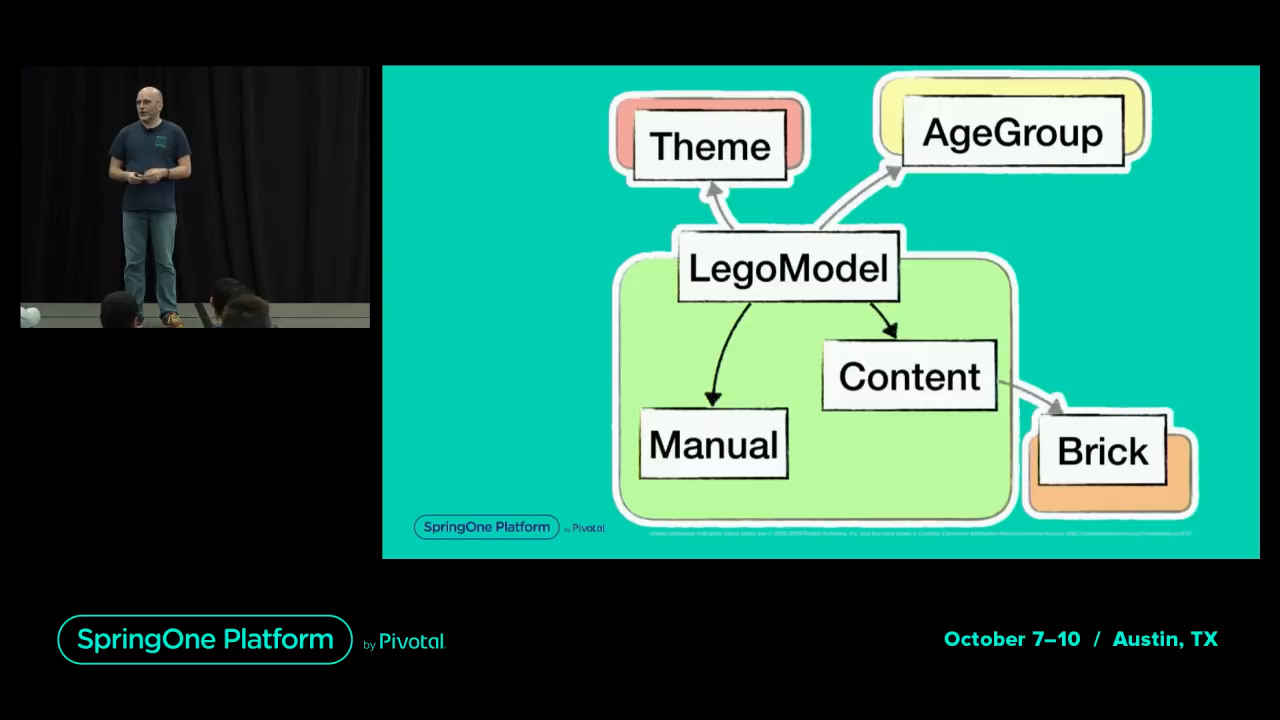 Theme
AgeGroup
LegoModel
Content
Manual
Brick
SpringOne Platform by Pivotal
SpringOne Platform by Pivotal
October 7–10 / Austin, TX